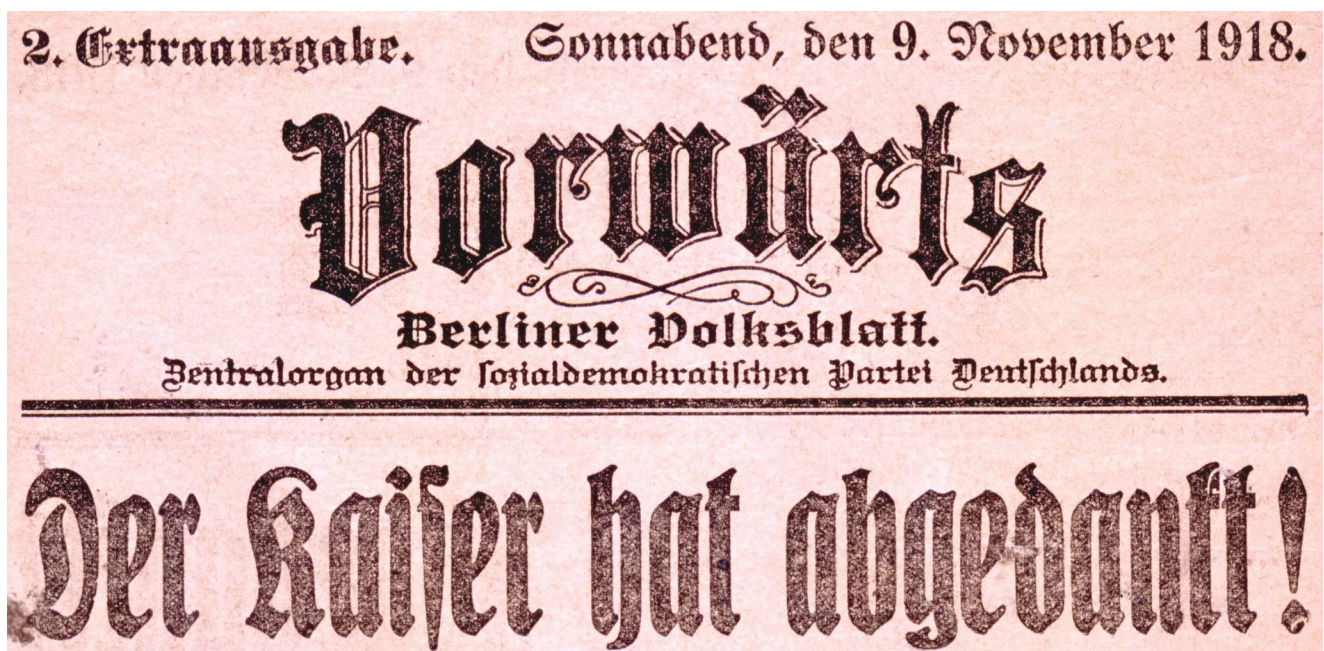 2. Extraausgabe. Sonnabend, den 9. November 1918.
Vorwärts
Berliner Volksblatt.
Zentralorgan der sozialdemokratischen Partei Deutschlands.
Der Kaiser hat abgedankt!